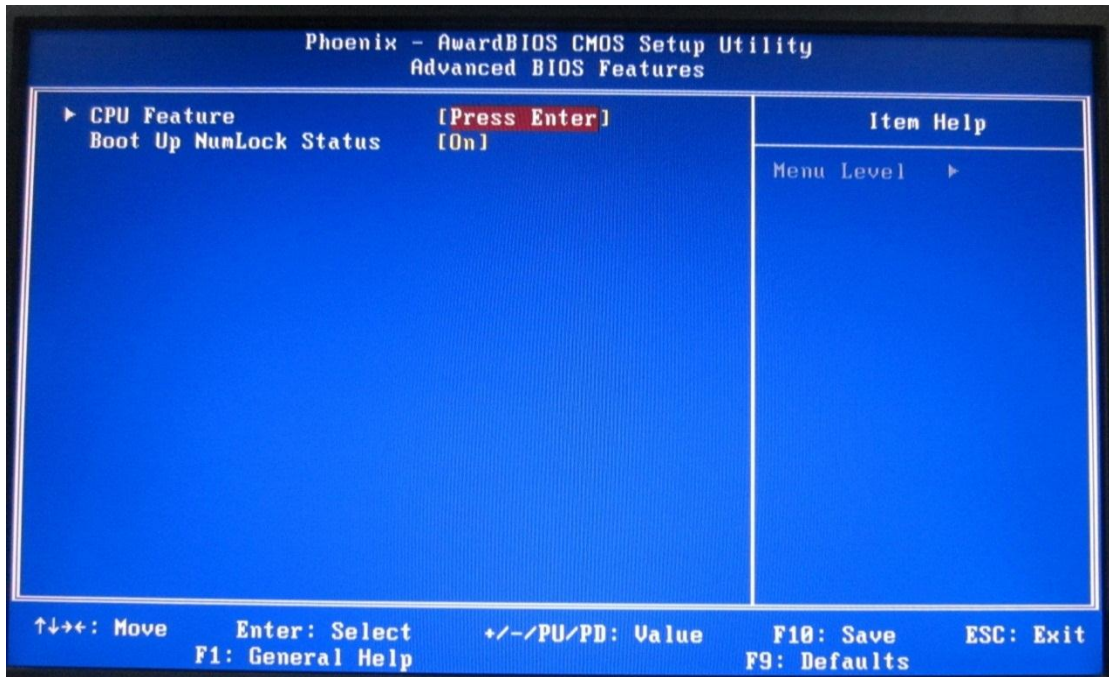 Phoenix - AwardBIOS CMOS Setup Utility
Advanced BIOS Features
▶ CPU Feature [Press Enter]
Boot Up NumLock Status [On]
Item Help
Menu Level ▶
↑↓→←: Move Enter: Select +/-/PU/PD: Value F10: Save ESC: Exit
F1: General Help F9: Defaults